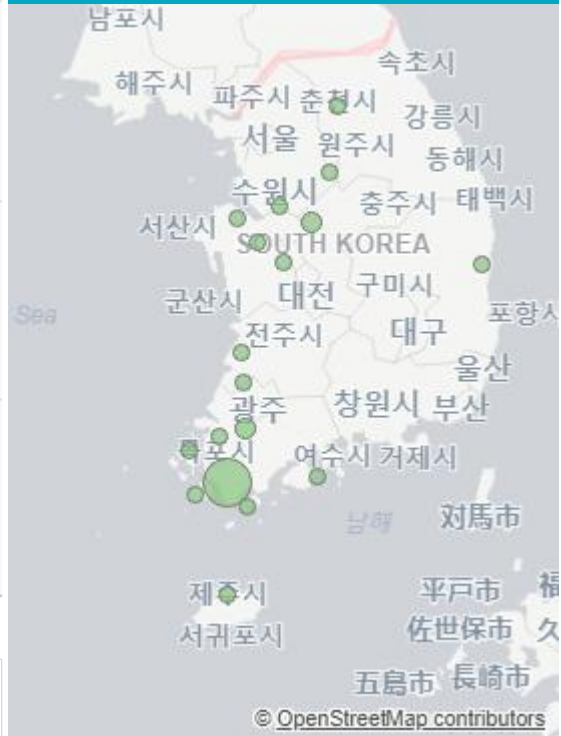 남포시
속초시
해주시
파주시 춘천시
강릉시
서울 원주시
동해시
수원시
충주시 태백시
서산시
SOUTH KOREA
군산시 대전 구미시
Sea
포항시
전주시 대구
울산
광주 창원시 부산
목포시 여수시 거제시
남해
対馬市
제주시
平戸市 福
서귀포시
佐世保市 久
五島市 長崎市
© OpenStreetMap contributors